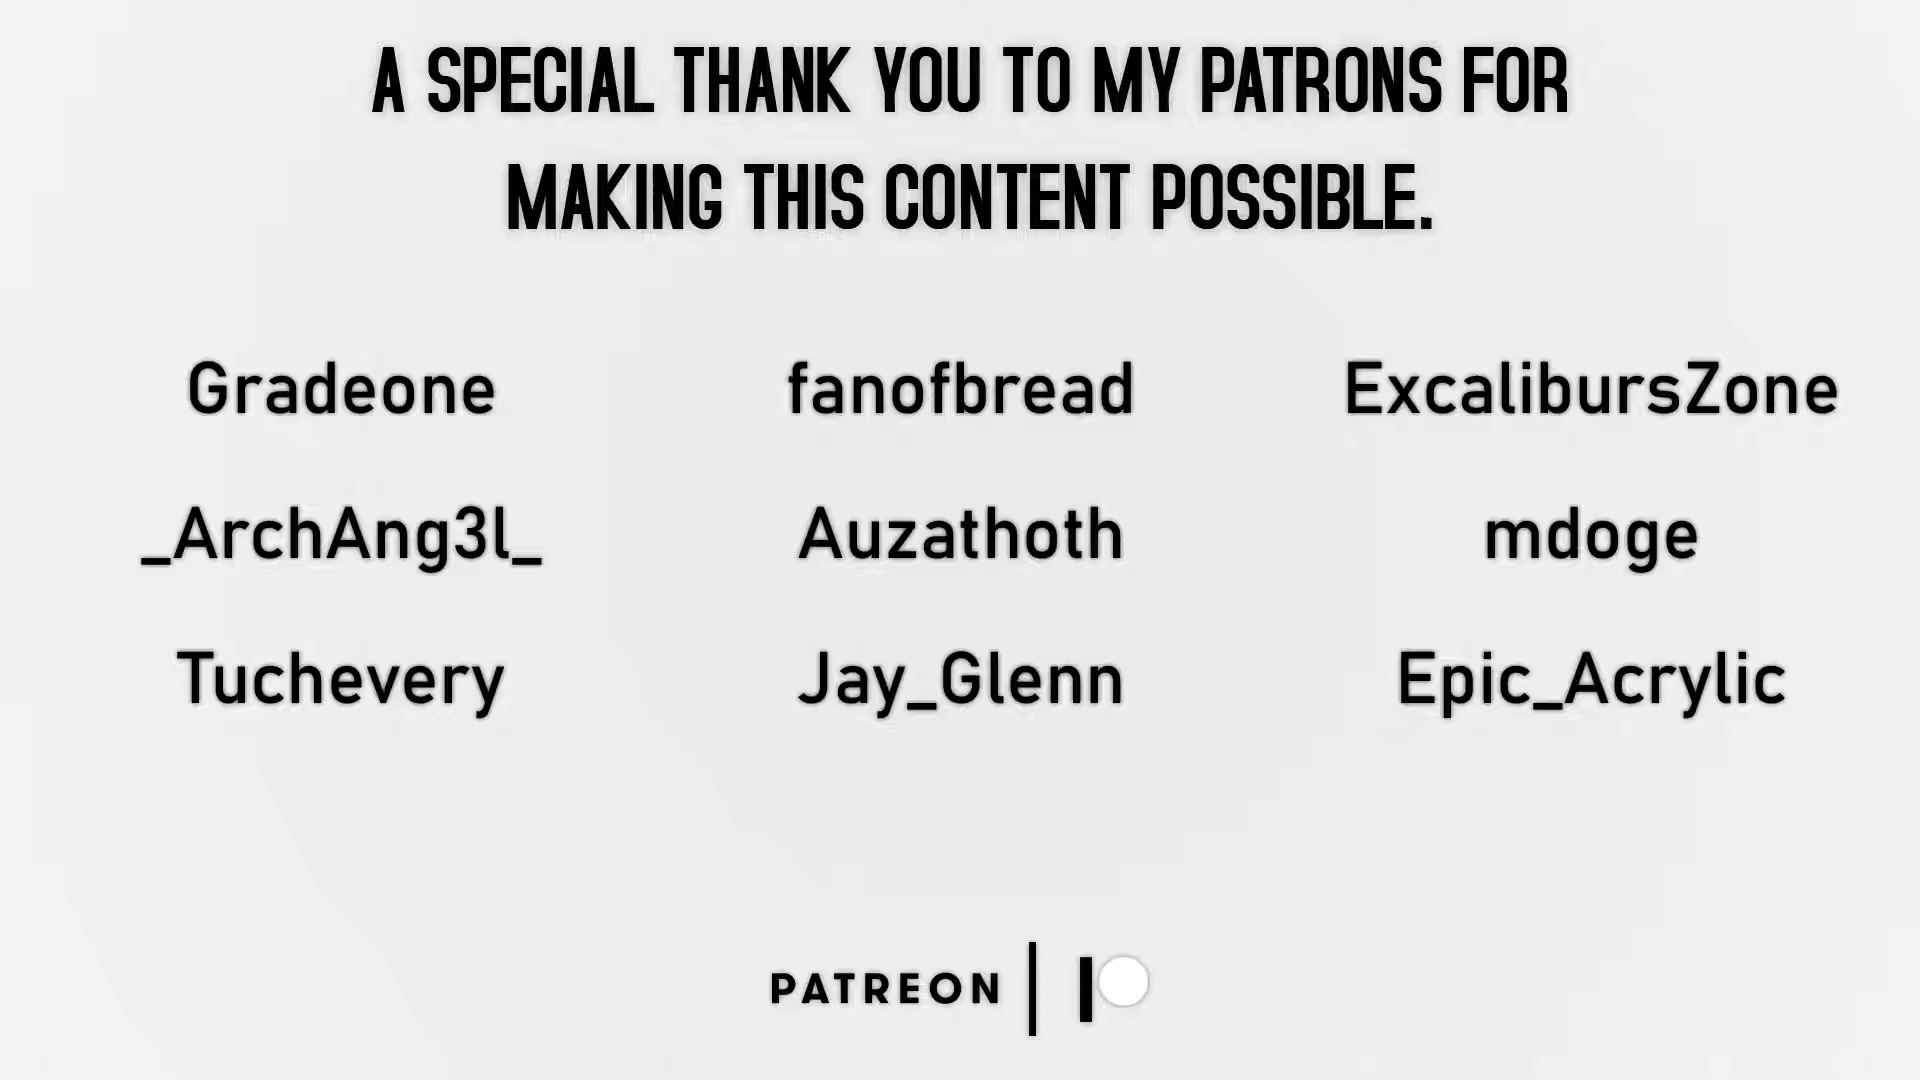 A SPECIAL THANK YOU TO MY PATRONS FOR
MAKING THIS CONTENT POSSIBLE.
Gradeone fanofbread ExcalibursZone
_ArchAng3l_ Auzathoth mdoge
Tuchevery Jay_Glenn Epic_Acrylic
PATREON